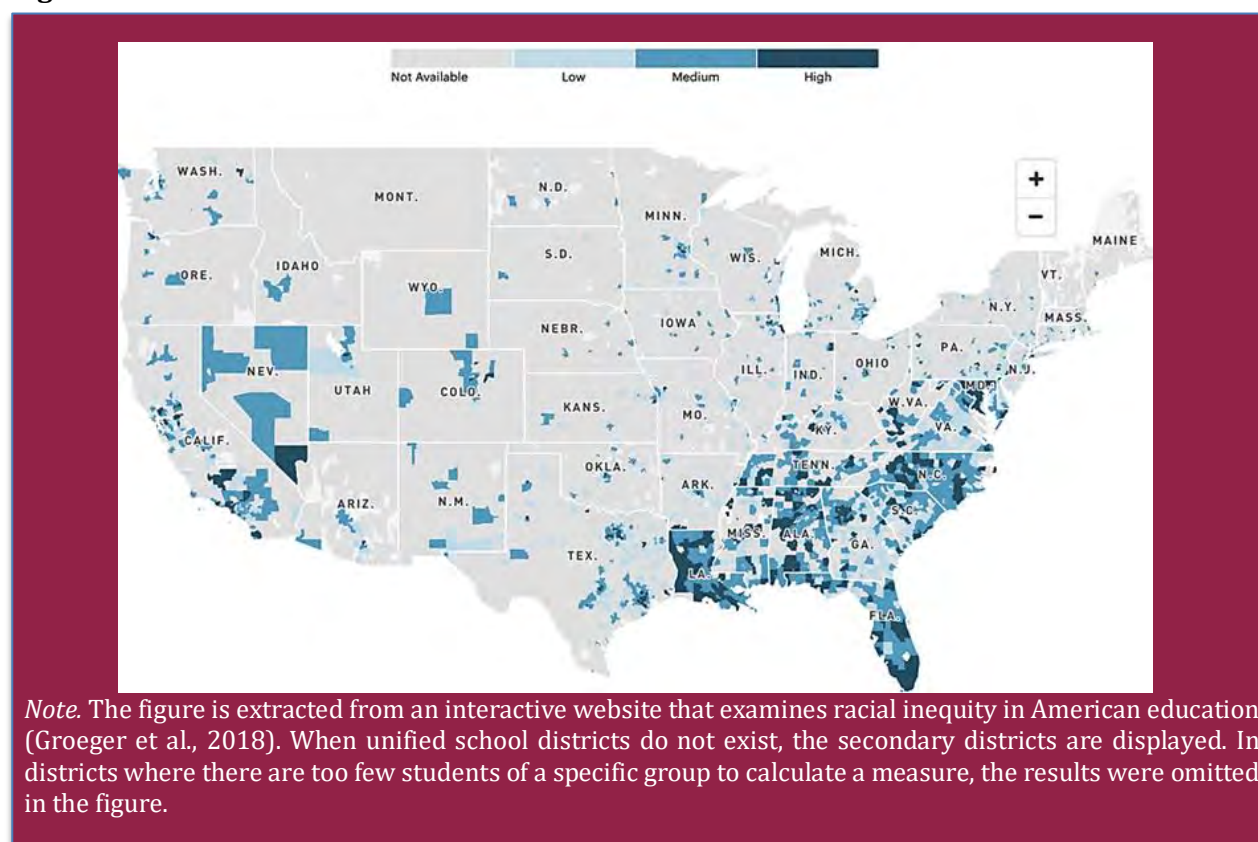 Not Available Low Medium High
WASH.
MONT.
N.D.
MINN.
+
−
MAINE
ORE.
IDAHO
S.D.
WIS.
MICH.
VT.
WYO.
N.Y.
MASS.
NEBR.
IOWA
PA.
NEV.
UTAH
COLO.
ILL.
IND.
OHIO
N.J.
KANS.
MO.
W.VA.
MD.
CALIF.
KY.
VA.
ARIZ.
N.M.
OKLA.
ARK.
TENN.
N.C.
S.C.
TEX.
MISS.
ALA.
GA.
LA.
FLA.
Note. The figure is extracted from an interactive website that examines racial inequity in American education
(Groeger et al., 2018). When unified school districts do not exist, the secondary districts are displayed. In
districts where there are too few students of a specific group to calculate a measure, the results were omitted
in the figure.